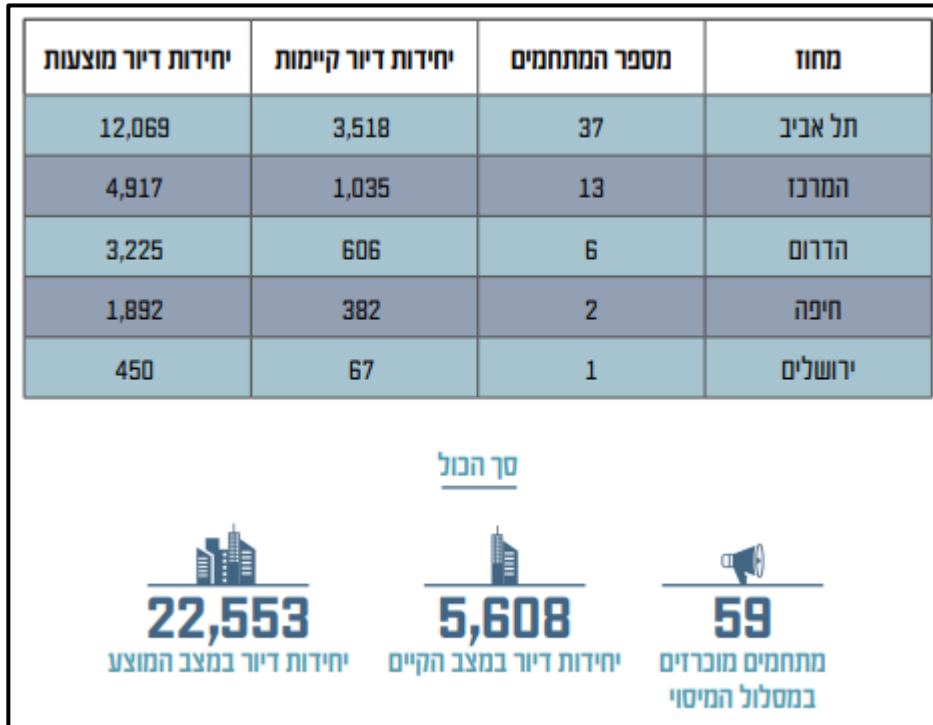 מחוז מספר המתחמים יחידות דיור קיימות יחידות דיור מוצעות
תל אביב 37 3,518 12,069
המרכז 13 1,035 4,917
הדרום 6 606 3,225
חיפה 2 382 1,892
ירושלים 1 67 450
סך הכול
59 5,608 22,553
מתחמים מוכרזים יחידות דיור במצב הקיים יחידות דיור במצב המוצע
במסלול המיסוי